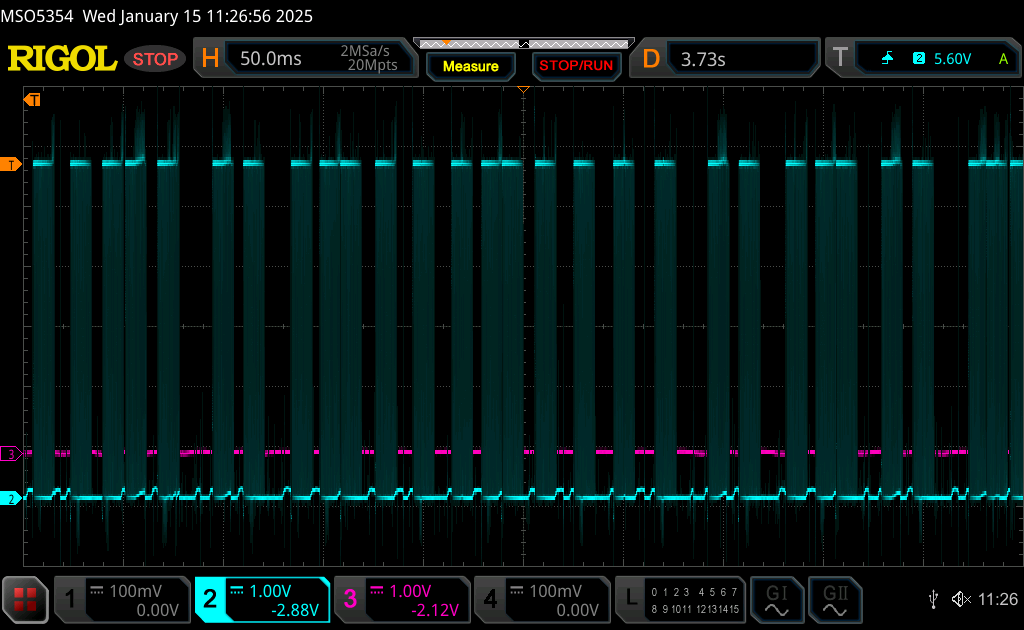 MSO5354 Wed January 15 11:26:56 2025
RIGOL STOP H 50.0ms 2MSa/s 20Mpts Measure STOP/RUN D 3.73s T 2 5.60V A
T
T
3
2
1 100mV 0.00V 2 1.00V -2.88V 3 1.00V -2.12V 4 100mV 0.00V L 0 1 2 3 4 5 6 7 8 9 10 11 12 13 14 15 GI GII 11:26